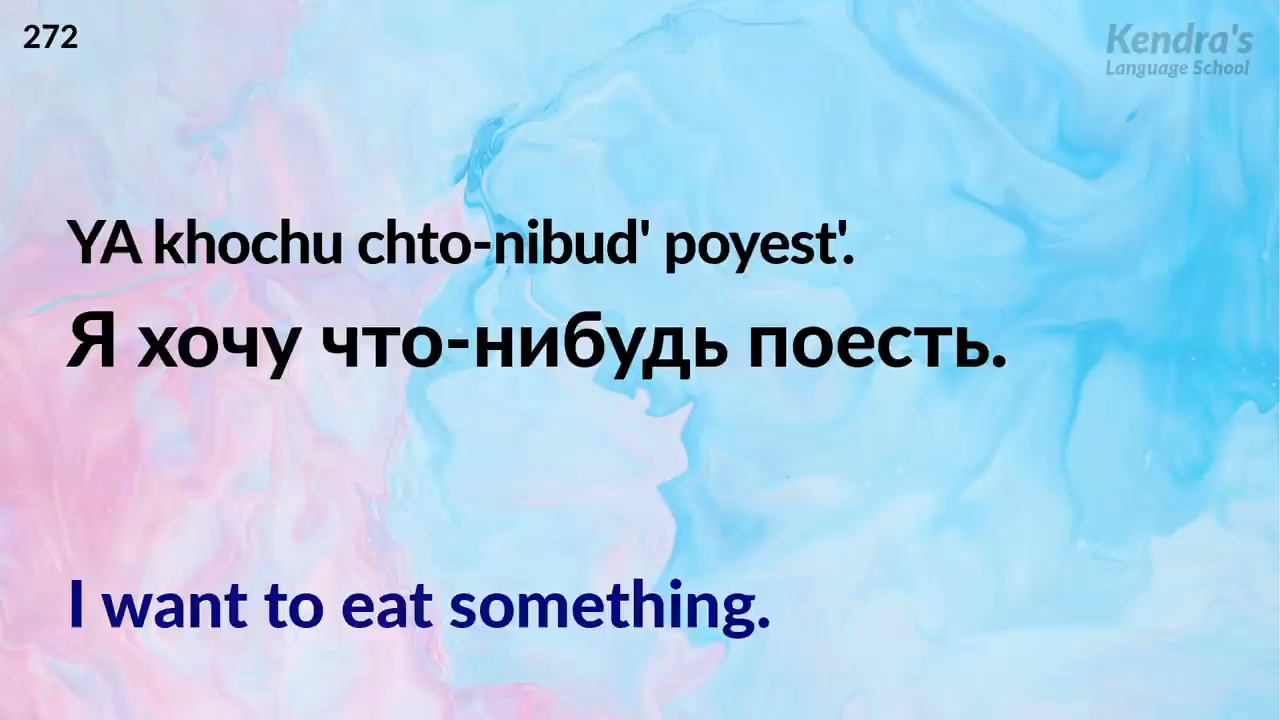 272
Kendra's
Language School
YA khochu chto-nibud' poyest'.
Я хочу что-нибудь поесть.
I want to eat something.